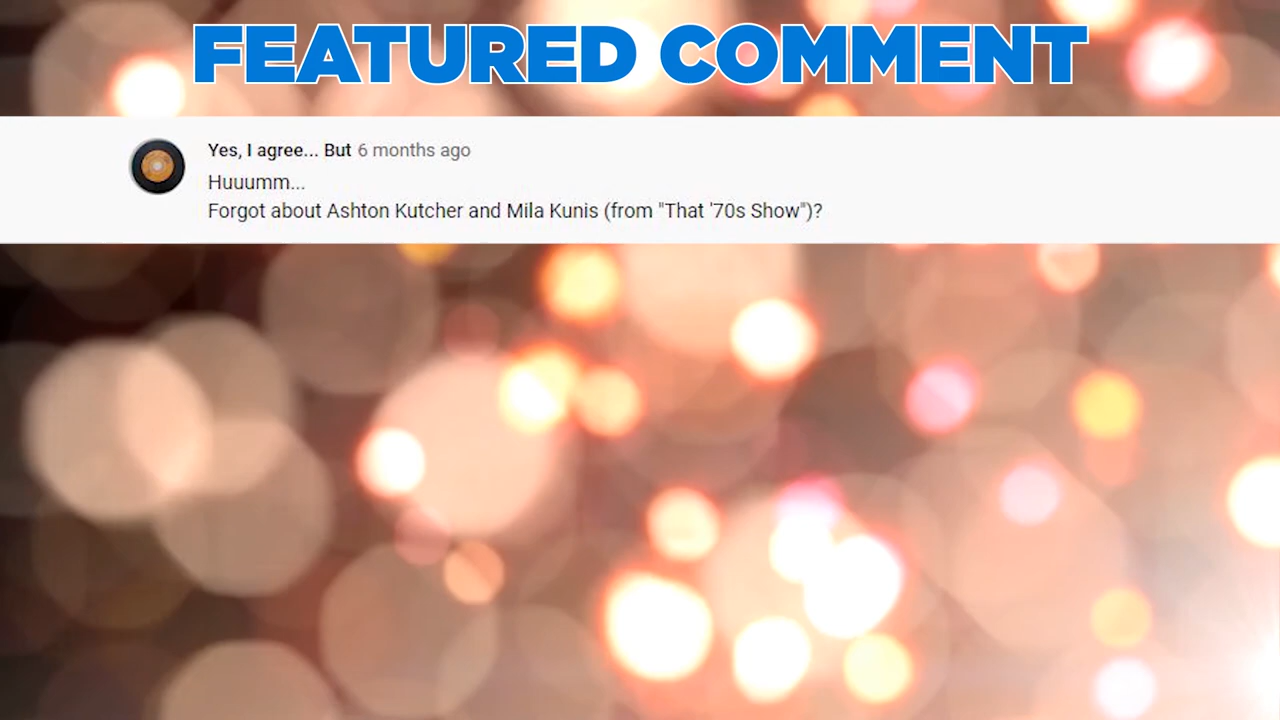 FEATURED COMMENT
Yes, I agree... But 6 months ago
Huuumm...
Forgot about Ashton Kutcher and Mila Kunis (from "That '70s Show")?